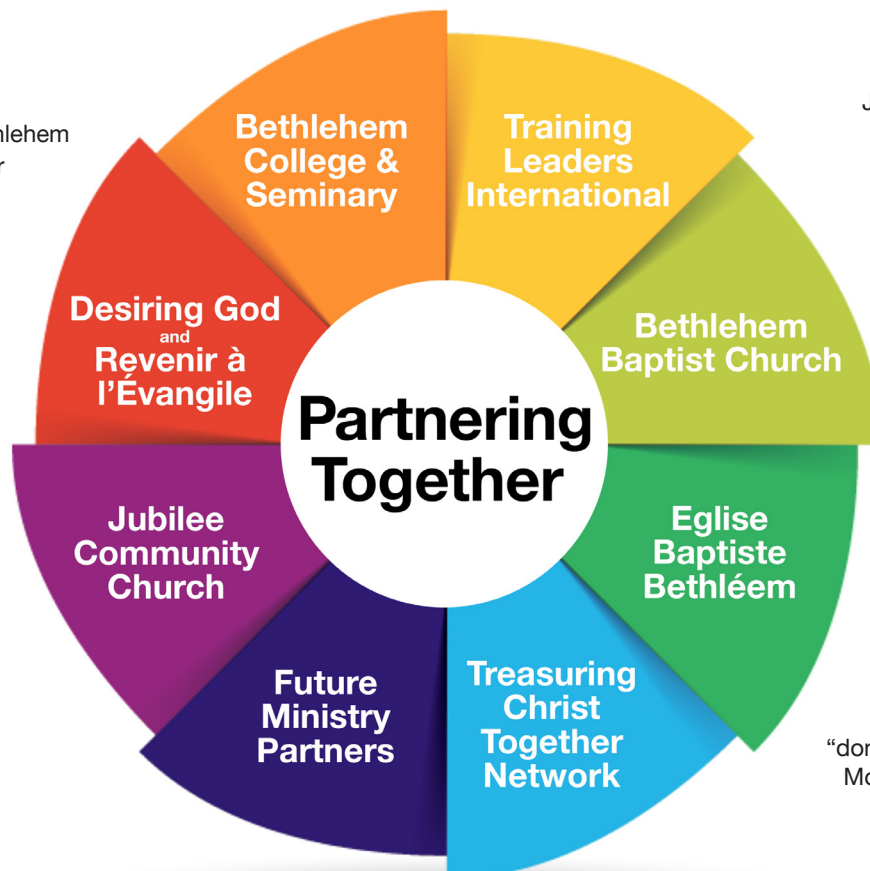 Bethlehem
College &
Seminary
Training
Leaders
International
Bethlehem
Baptist Church
Eglise
Baptiste
Bethléem
Treasuring
Christ
Together
Network
Future
Ministry
Partners
Jubilee
Community
Church
Desiring God
and
Revenir à
l’Évangile
Partnering
Together